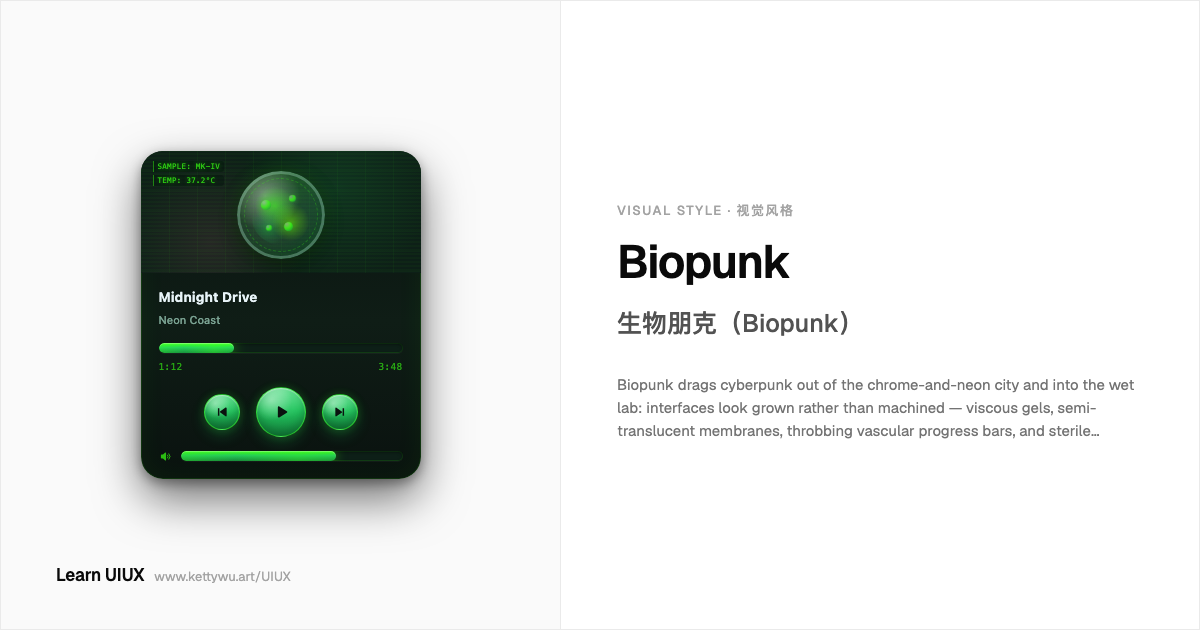 SAMPLE: MK-IV
TEMP: 37.2°C
Midnight Drive
Neon Coast
1:12
3:48
Learn UIUX www.kettywu.art/UIUX
VISUAL STYLE · 视觉风格
Biopunk
生物朋克（Biopunk）
Biopunk drags cyberpunk out of the chrome-and-neon city and into the wet
lab: interfaces look grown rather than machined — viscous gels, semi-
translucent membranes, throbbing vascular progress bars, and sterile…